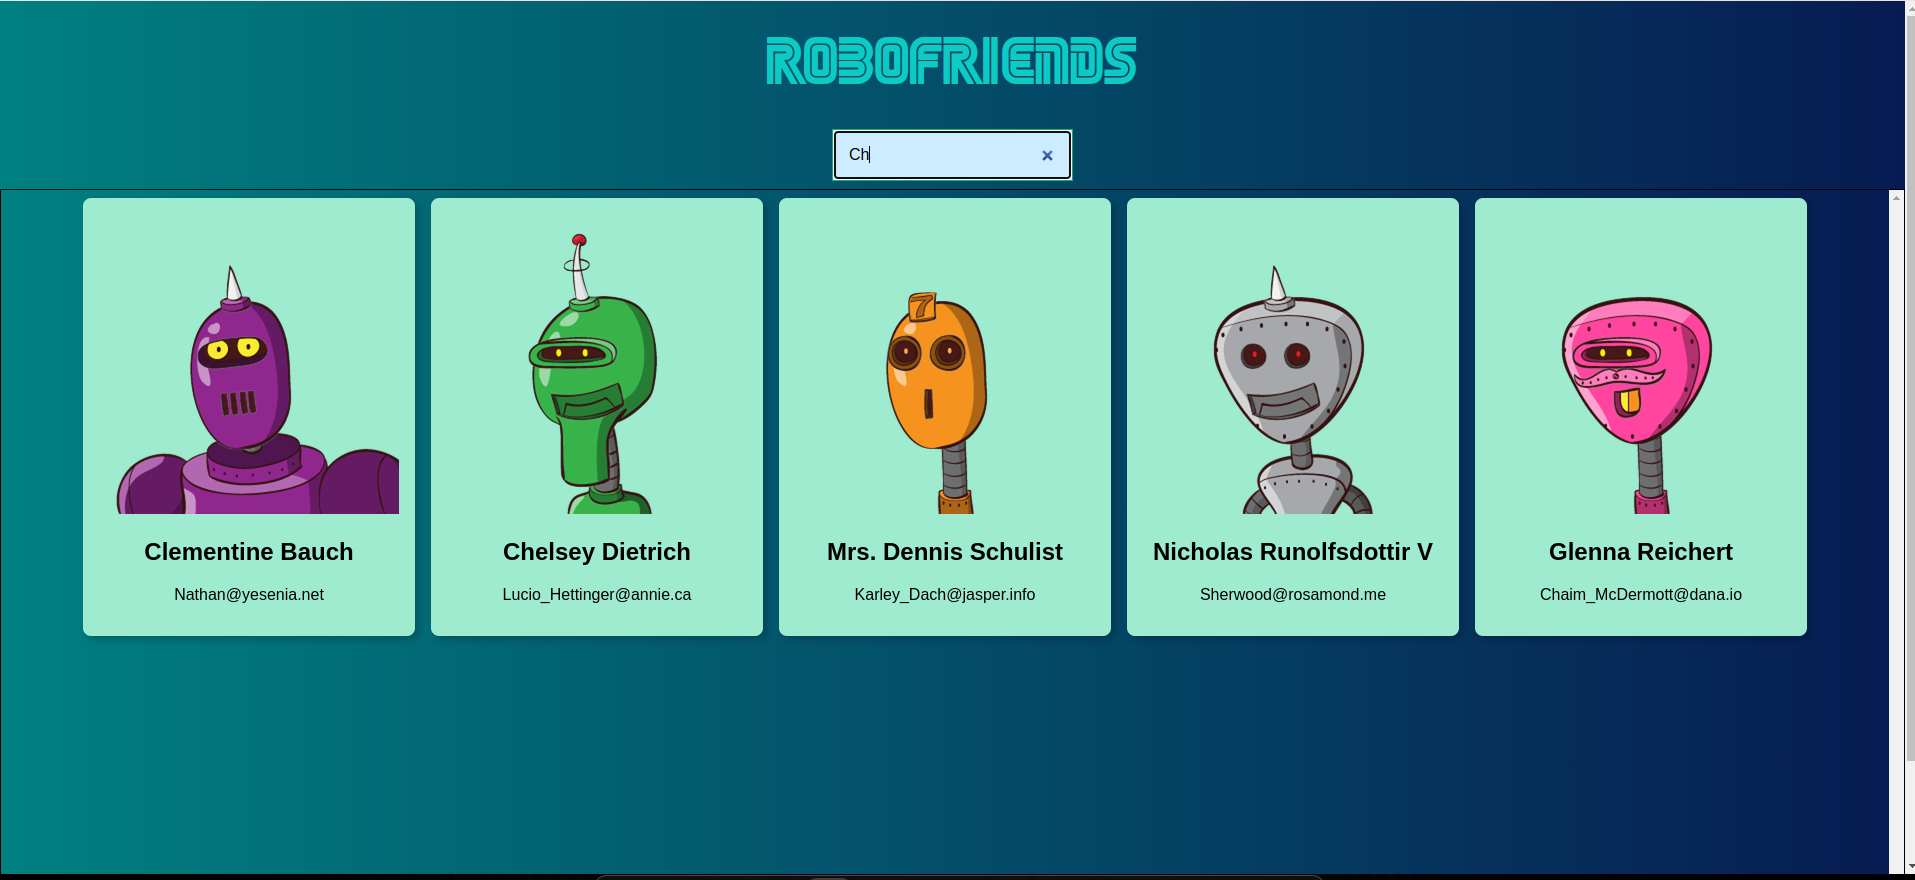 ROBOFRIENDS
Ch
7
Clementine Bauch
Chelsey Dietrich
Mrs. Dennis Schulist
Nicholas Runolfsdottir V
Glenna Reichert
Nathan@yesenia.net
Lucio_Hettinger@annie.ca
Karley_Dach@jasper.info
Sherwood@rosamond.me
Chaim_McDermott@dana.io